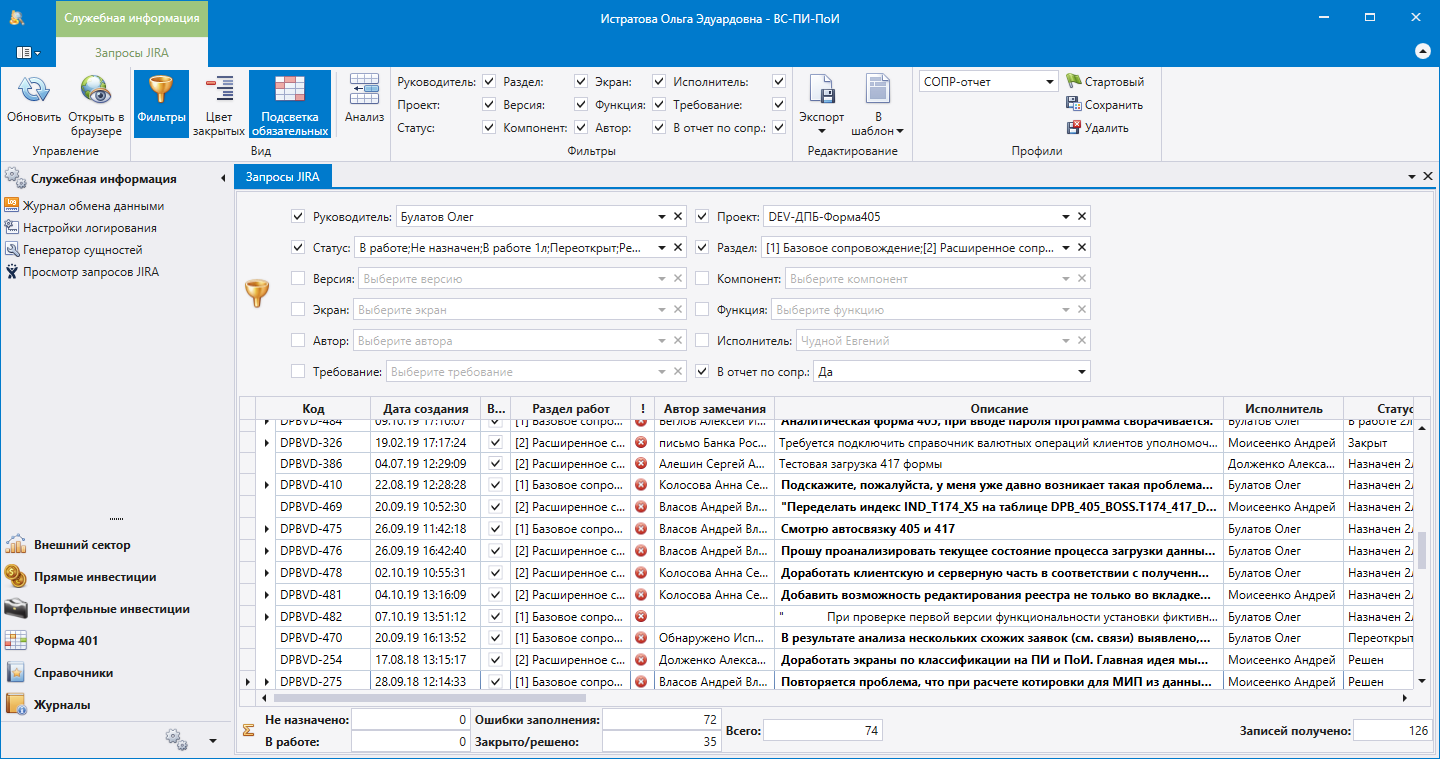 Служебная информация
Истратова Ольга Эдуардовна - ВС-ПИ-ПоИ
Запросы JIRA
Обновить
Открыть в браузере
Управление
Фильтры
Цвет закрытых
Подсветка обязательных
Анализ
Вид
Руководитель: Раздел: Экран: Исполнитель:
Проект: Версия: Функция: Требование:
Статус: Компонент: Автор: В отчет по сопр.:
Фильтры
Экспорт
В шаблон
Редактирование
СОПР-отчет
Стартовый
Сохранить
Удалить
Профили
Служебная информация
Журнал обмена данными
Настройки логирования
Генератор сущностей
Просмотр запросов JIRA
Внешний сектор
Прямые инвестиции
Портфельные инвестиции
Форма 401
Справочники
Журналы
Запросы JIRA
Руководитель: Булатов Олег Проект: DEV-ДПБ-Форма405
Статус: В работе;Не назначен;В работе 1л;Переоткрыт;Ре... Раздел: [1] Базовое сопровождение;[2] Расширенное сопр...
Версия: Выберите версию Компонент: Выберите компонент
Экран: Выберите экран Функция: Выберите функцию
Автор: Выберите автора Исполнитель: Чудной Евгений
Требование: Выберите требование В отчет по сопр.: Да
Код Дата создания В... Раздел работ ! Автор замечания Описание Исполнитель Статус
DPBVD-484 09.10.19 17:10:07 [1] Базовое сопро... Веглов Алексей И... Аналитическая форма 405, при вводе пароля программа сворачивается. Булатов Олег В работе 2л
DPBVD-326 19.02.19 17:17:24 [2] Расширенное с... письмо Банка Рос... Требуется подключить справочник валютных операций клиентов уполномоч... Моисеенко Андрей Закрыт
DPBVD-386 04.07.19 12:29:09 [2] Расширенное с... Алешин Сергей А... Тестовая загрузка 417 формы Долженко Алекса... Назначен 2л
DPBVD-410 22.08.19 12:28:28 [1] Базовое сопро... Колосова Анна Се... Подскажите, пожалуйста, у меня уже давно возникает такая проблема... Булатов Олег Назначен 2л
DPBVD-469 20.09.19 10:52:30 [2] Расширенное с... Власов Андрей Вл... "Переделать индекс IND_T174_X5 на таблице DPB_405_BOSS.T174_417_D... Моисеенко Андрей Назначен 2л
DPBVD-475 26.09.19 11:42:18 [1] Базовое сопро... Власов Андрей Вл... Смотрю автосвязку 405 и 417 Булатов Олег Назначен 2л
DPBVD-476 26.09.19 16:42:40 [2] Расширенное с... Власов Андрей Вл... Прошу проанализировать текущее состояние процесса загрузки данны... Булатов Олег Назначен 2л
DPBVD-478 02.10.19 10:55:31 [2] Расширенное с... Колосова Анна Се... Доработать клиентскую и серверную часть в соответствии с полученн... Булатов Олег Назначен 2л
DPBVD-481 04.10.19 13:16:09 [2] Расширенное с... Колосова Анна Се... Добавить возможность редактирования реестра не только во вкладке... Моисеенко Андрей Назначен 2л
DPBVD-482 07.10.19 13:51:12 [1] Базовое сопро... " При проверке первой версии функциональности установки фиктивн... Булатов Олег Назначен 2л
DPBVD-470 20.09.19 16:13:52 [1] Базовое сопро... Обнаружено Исп... В результате анализа нескольких схожих заявок (см. связи) выявлено,... Булатов Олег Переоткрыт
DPBVD-254 17.08.18 13:15:17 [2] Расширенное с... Долженко Алекса... Доработать экраны по классификации на ПИ и ПоИ. Главная идея мы... Моисеенко Андрей Решен
DPBVD-275 28.09.18 12:14:33 [1] Базовое сопро... Власов Андрей Вл... Повторяется проблема, что при расчете котировки для МИП из данны... Моисеенко Андрей Решен
Не назначено: 0 Ошибки заполнения: 72 Всего: 74 Записей получено: 126
В работе: 0 Закрыто/решено: 35